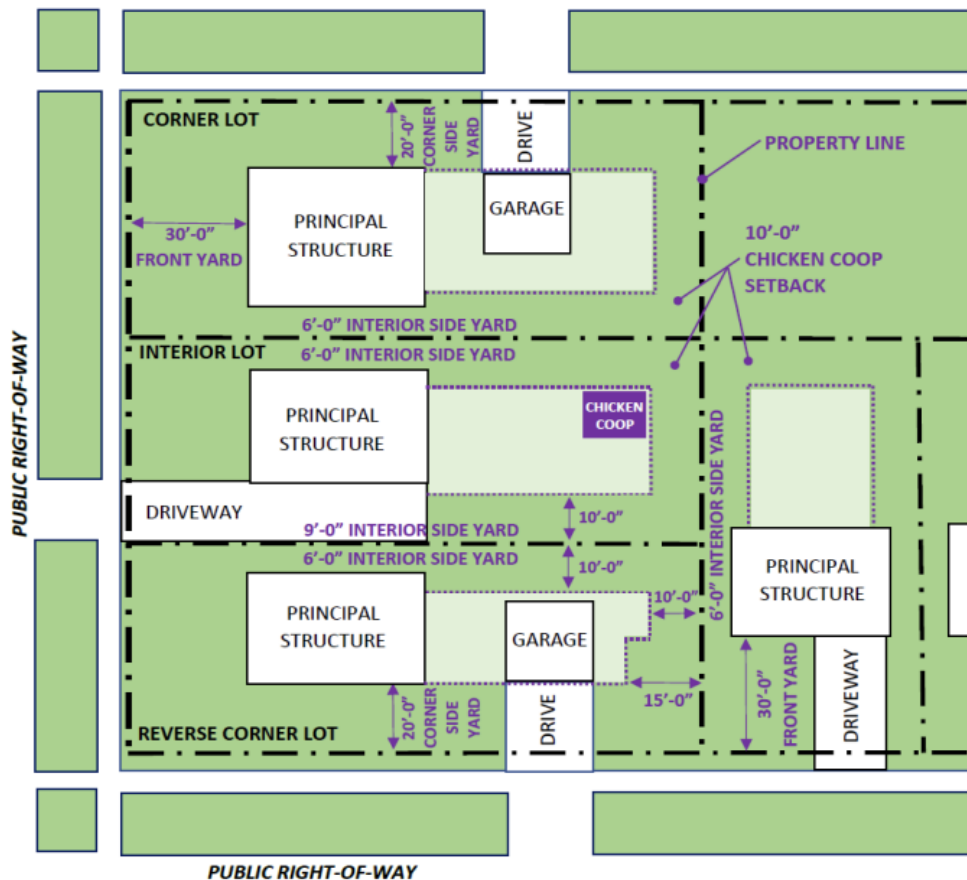 CORNER LOT
20'-0"
CORNER
SIDE
YARD
DRIVE
PROPERTY LINE
PRINCIPAL
STRUCTURE
GARAGE
30'-0"
FRONT YARD
10'-0"
CHICKEN COOP
SETBACK
6'-0" INTERIOR SIDE YARD
INTERIOR LOT
6'-0" INTERIOR SIDE YARD
PRINCIPAL
STRUCTURE
CHICKEN
COOP
PUBLIC RIGHT-OF-WAY
DRIVEWAY
10'-0"
9'-0" INTERIOR SIDE YARD
6'-0" INTERIOR SIDE YARD
10'-0"
6'-0" INTERIOR SIDE YARD
PRINCIPAL
STRUCTURE
PRINCIPAL
STRUCTURE
GARAGE
10'-0"
15'-0"
20'-0"
CORNER
SIDE
YARD
DRIVE
30'-0"
FRONT YARD
DRIVEWAY
REVERSE CORNER LOT
PUBLIC RIGHT-OF-WAY